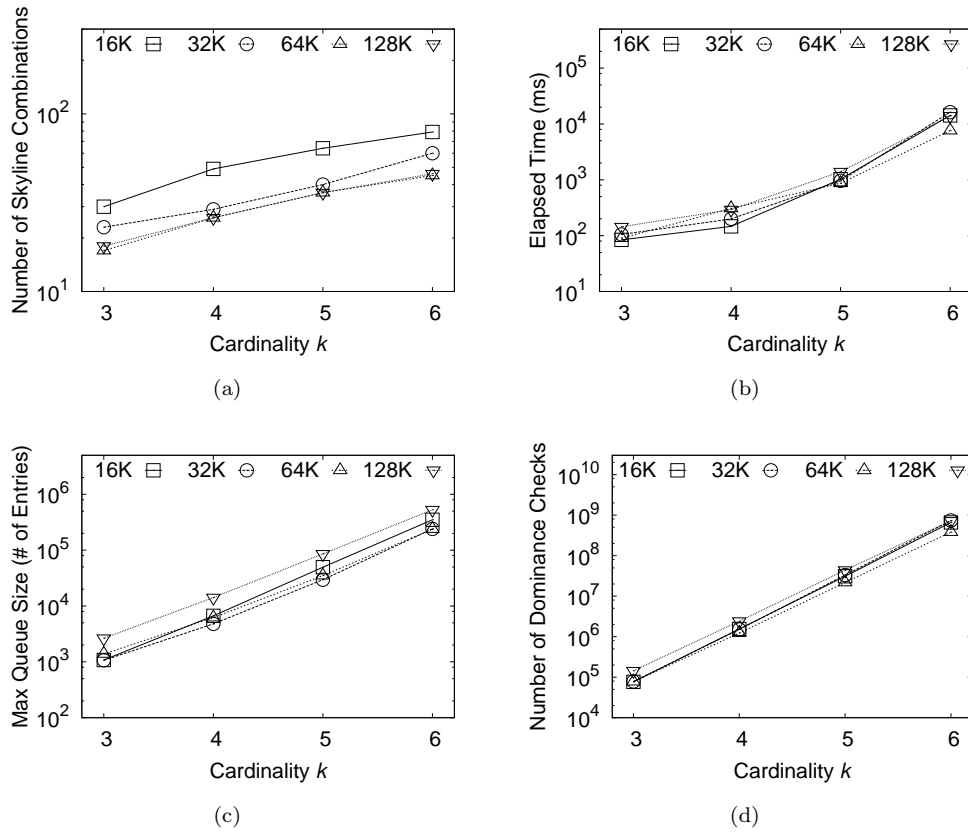 16K 32K 64K 128K
Number of Skyline Combinations
10^2
10^1
3 4 5 6
Cardinality k
(a)
16K 32K 64K 128K
Elapsed Time (ms)
10^5
10^4
10^3
10^2
10^1
3 4 5 6
Cardinality k
(b)
16K 32K 64K 128K
Max Queue Size (# of Entries)
10^6
10^5
10^4
10^3
10^2
3 4 5 6
Cardinality k
(c)
16K 32K 64K 128K
Number of Dominance Checks
10^10
10^9
10^8
10^7
10^6
10^5
10^4
3 4 5 6
Cardinality k
(d)